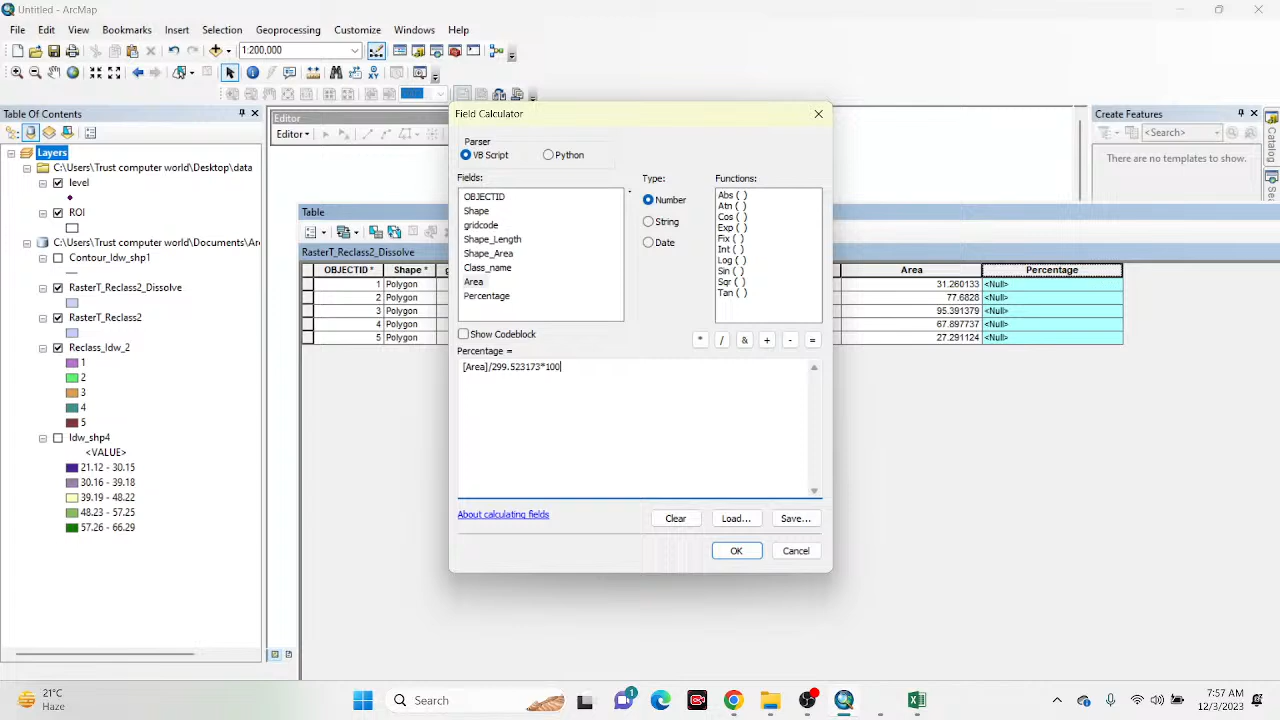 Untitled - ArcMap
File Edit View Bookmarks Insert Selection Geoprocessing Customize Windows Help
1:200,000
Table Of Contents
Layers
C:\Users\Trust computer world\Desktop\data
level
ROI
C:\Users\Trust computer world\Documents\Arc
Contour_Idw_shp1
RasterT_Reclass2_Dissolve
RasterT_Reclass2
Reclass_Idw_2
1
2
3
4
5
Idw_shp4
<VALUE>
21.12 - 30.15
30.16 - 39.18
39.19 - 48.22
48.23 - 57.25
57.26 - 66.29
Editor
Editor
Table
RasterT_Reclass2_Dissolve
OBJECTID * Shape * Area Percentage
1 Polygon 31.260133 <Null>
2 Polygon 77.6828 <Null>
3 Polygon 95.391379 <Null>
4 Polygon 67.897737 <Null>
5 Polygon 27.291124 <Null>
Field Calculator
Parser
VB Script Python
Fields:
OBJECTID
Shape
gridcode
Shape_Length
Shape_Area
Class_name
Area
Percentage
Type:
Number
String
Date
Functions:
Abs ( )
Atn ( )
Cos ( )
Exp ( )
Fix ( )
Int ( )
Log ( )
Sin ( )
Sqr ( )
Tan ( )
Show Codeblock
* / & + - =
Percentage =
[Area]/299.523173*100
About calculating fields
Clear Load... Save...
OK Cancel
Create Features
<Search>
There are no templates to show.
Catalog
21°C
Haze
Search
1
7:57 AM
12/3/2023